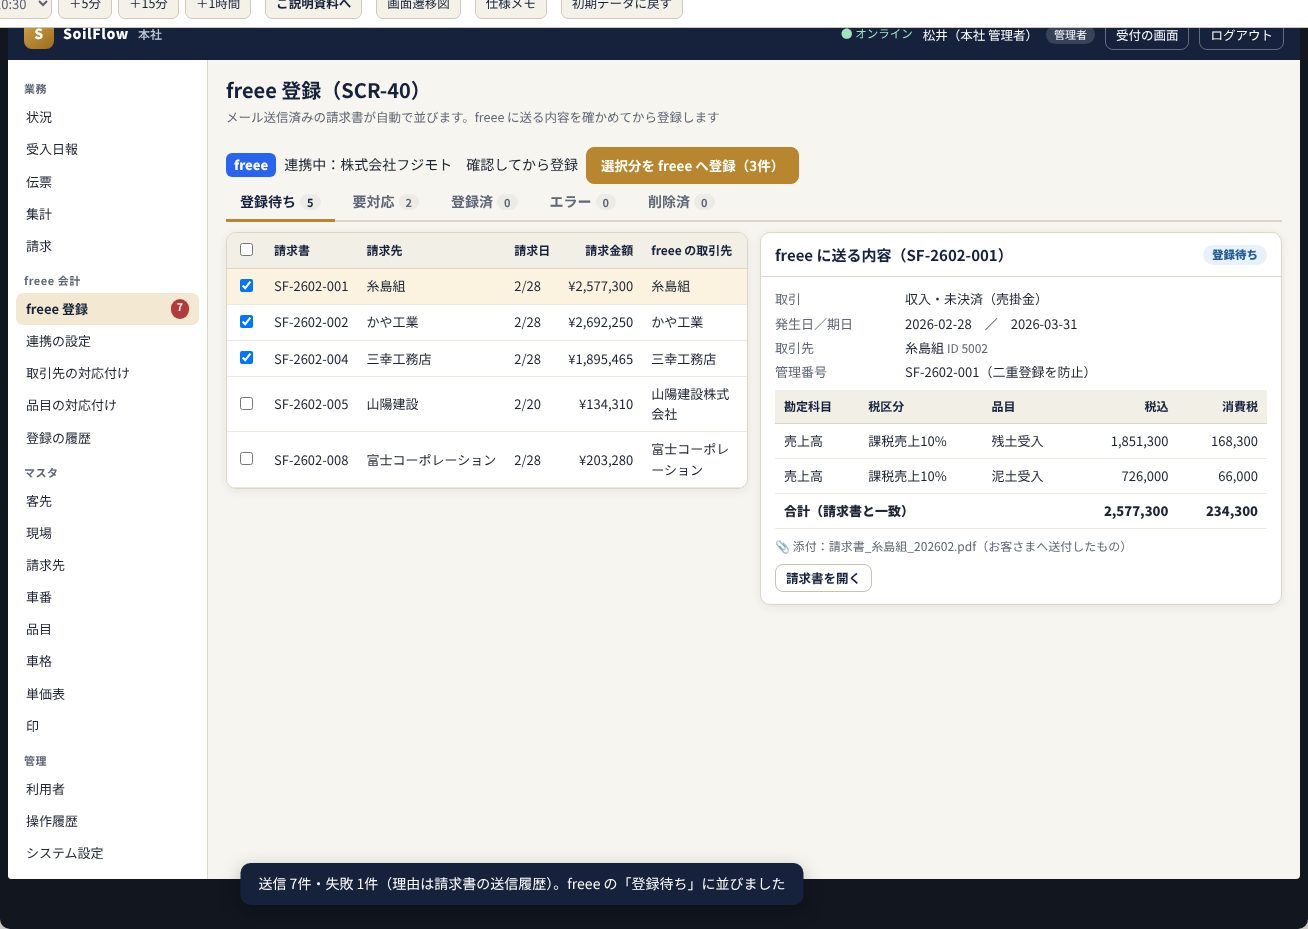 0:30 +5分 +15分 +1時間 ご説明資料へ 画面遷移図 仕様メモ 初期データに戻す
S SoilFlow 本社 オンライン 松井（本社 管理者） 管理者 受付の画面 ログアウト
業務
状況
受入日報
伝票
集計
請求
freee 会計
freee 登録 7
連携の設定
取引先の対応付け
品目の対応付け
登録の履歴
マスタ
客先
現場
請求先
車番
品目
車格
単価表
印
管理
利用者
操作履歴
システム設定
freee 登録（SCR-40）
メール送信済みの請求書が自動で並びます。freee に送る内容を確かめてから登録します
freee 連携中：株式会社フジモト 確認してから登録 選択分を freee へ登録（3件）
登録待ち 5 要対応 2 登録済 0 エラー 0 削除済 0
請求書 請求先 請求日 請求金額 freee の取引先
SF-2602-001 糸島組 2/28 ¥2,577,300 糸島組
SF-2602-002 かや工業 2/28 ¥2,692,250 かや工業
SF-2602-004 三幸工務店 2/28 ¥1,895,465 三幸工務店
SF-2602-005 山陽建設 2/20 ¥134,310 山陽建設株式
会社
SF-2602-008 富士コーポレーション 2/28 ¥203,280 富士コーポレ
ーション
freee に送る内容（SF-2602-001） 登録待ち
取引 収入・未決済（売掛金）
発生日／期日 2026-02-28 ／ 2026-03-31
取引先 糸島組 ID 5002
管理番号 SF-2602-001（二重登録を防止）
勘定科目 税区分 品目 税込 消費税
売上高 課税売上10% 残土受入 1,851,300 168,300
売上高 課税売上10% 泥土受入 726,000 66,000
合計（請求書と一致） 2,577,300 234,300
📎 添付：請求書_糸島組_202602.pdf（お客さまへ送付したもの）
請求書を開く
送信 7件・失敗 1件（理由は請求書の送信履歴）。freee の「登録待ち」に並びました